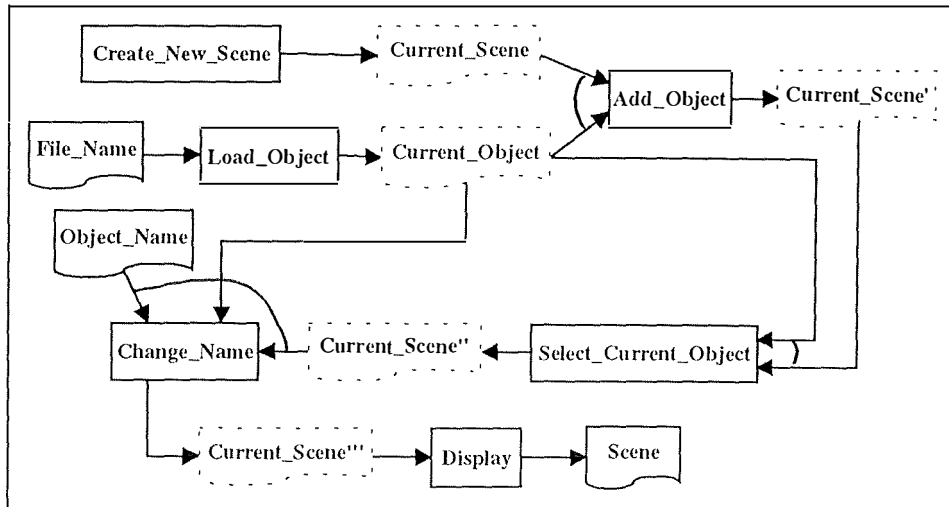 Create_New_Scene
Current_Scene
Add_Object
Current_Scene'
File_Name
Load_Object
Current_Object
Object_Name
Change_Name
Current_Scene''
Select_Current_Object
Current_Scene'''
Display
Scene